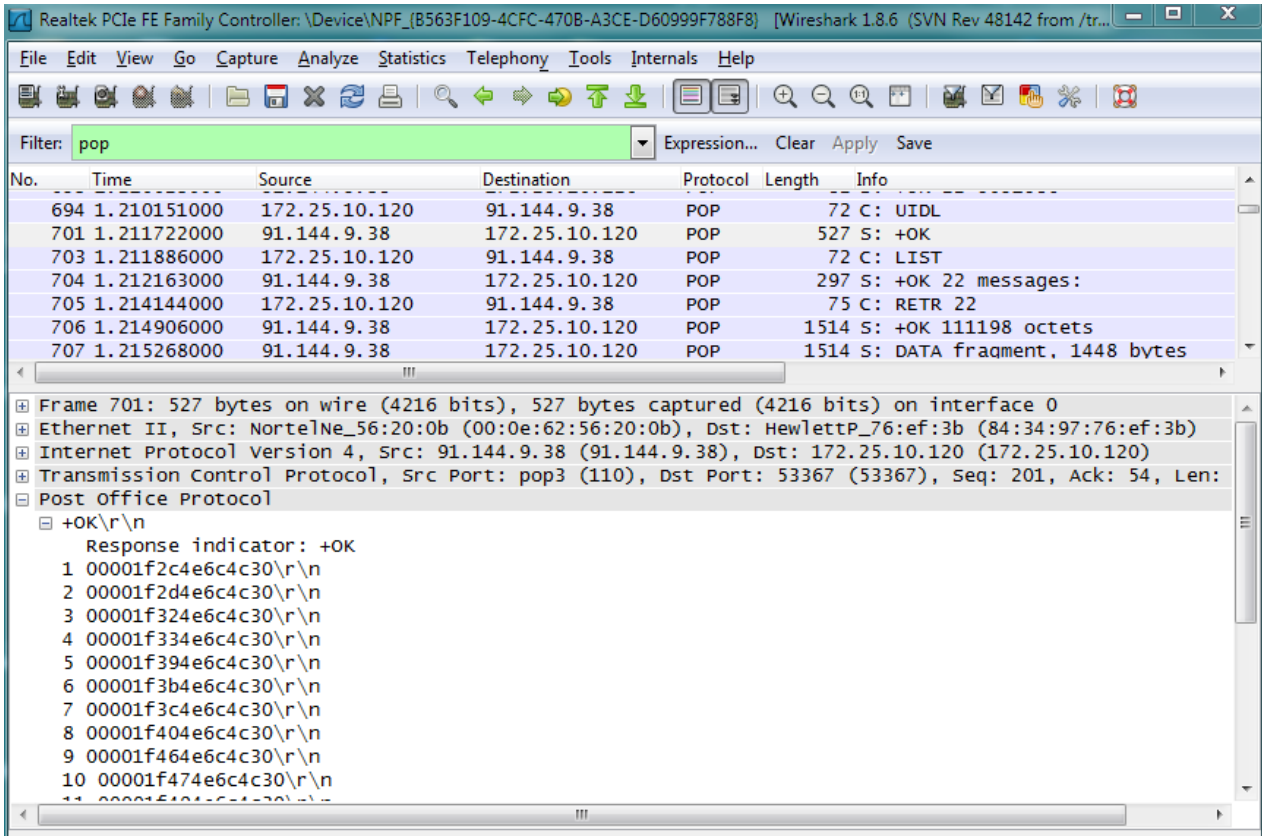 Realtek PCIe FE Family Controller: \Device\NPF_{B563F109-4CFC-470B-A3CE-D60999F788F8} [Wireshark 1.8.6 (SVN Rev 48142 from /tr...
File Edit View Go Capture Analyze Statistics Telephony Tools Internals Help
Filter: pop Expression... Clear Apply Save
No. Time Source Destination Protocol Length Info
694 1.210151000 172.25.10.120 91.144.9.38 POP 72 C: UIDL
701 1.211722000 91.144.9.38 172.25.10.120 POP 527 S: +OK
703 1.211886000 172.25.10.120 91.144.9.38 POP 72 C: LIST
704 1.212163000 91.144.9.38 172.25.10.120 POP 297 S: +OK 22 messages:
705 1.214144000 172.25.10.120 91.144.9.38 POP 75 C: RETR 22
706 1.214906000 91.144.9.38 172.25.10.120 POP 1514 S: +OK 111198 octets
707 1.215268000 91.144.9.38 172.25.10.120 POP 1514 S: DATA fragment, 1448 bytes
Frame 701: 527 bytes on wire (4216 bits), 527 bytes captured (4216 bits) on interface 0
Ethernet II, Src: NortelNe_56:20:0b (00:0e:62:56:20:0b), Dst: HewlettP_76:ef:3b (84:34:97:76:ef:3b)
Internet Protocol Version 4, Src: 91.144.9.38 (91.144.9.38), Dst: 172.25.10.120 (172.25.10.120)
Transmission Control Protocol, Src Port: pop3 (110), Dst Port: 53367 (53367), Seq: 201, Ack: 54, Len:
Post Office Protocol
+OK\r\n
Response indicator: +OK
1 00001f2c4e6c4c30\r\n
2 00001f2d4e6c4c30\r\n
3 00001f324e6c4c30\r\n
4 00001f334e6c4c30\r\n
5 00001f394e6c4c30\r\n
6 00001f3b4e6c4c30\r\n
7 00001f3c4e6c4c30\r\n
8 00001f404e6c4c30\r\n
9 00001f464e6c4c30\r\n
10 00001f474e6c4c30\r\n